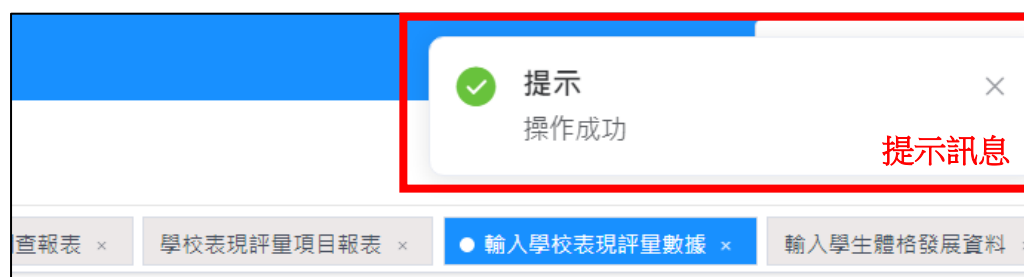 提示
操作成功
提示訊息
查報表 × 學校表現評量項目報表 × 輸入學校表現評量數據 × 輸入學生體格發展資料